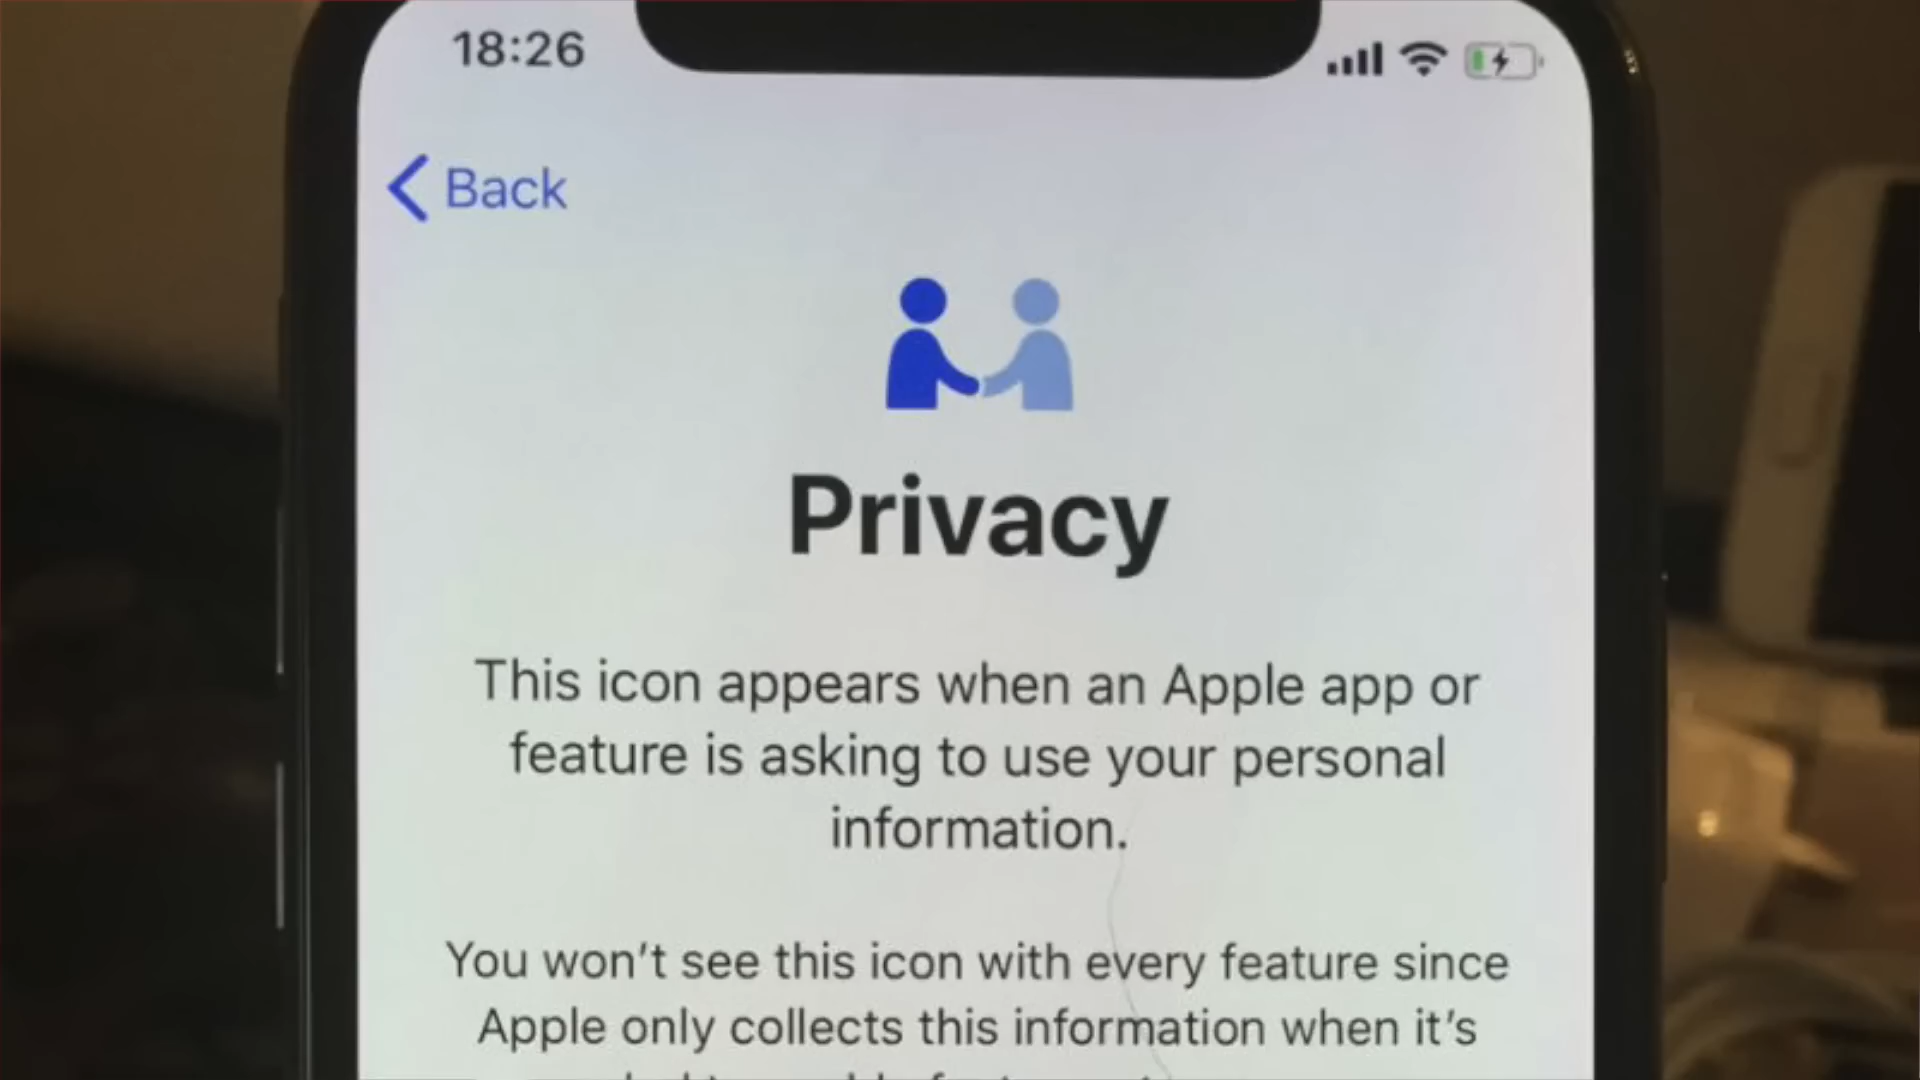 18:26
Back
Privacy
This icon appears when an Apple app or
feature is asking to use your personal
information.
You won't see this icon with every feature since
Apple only collects this information when it's